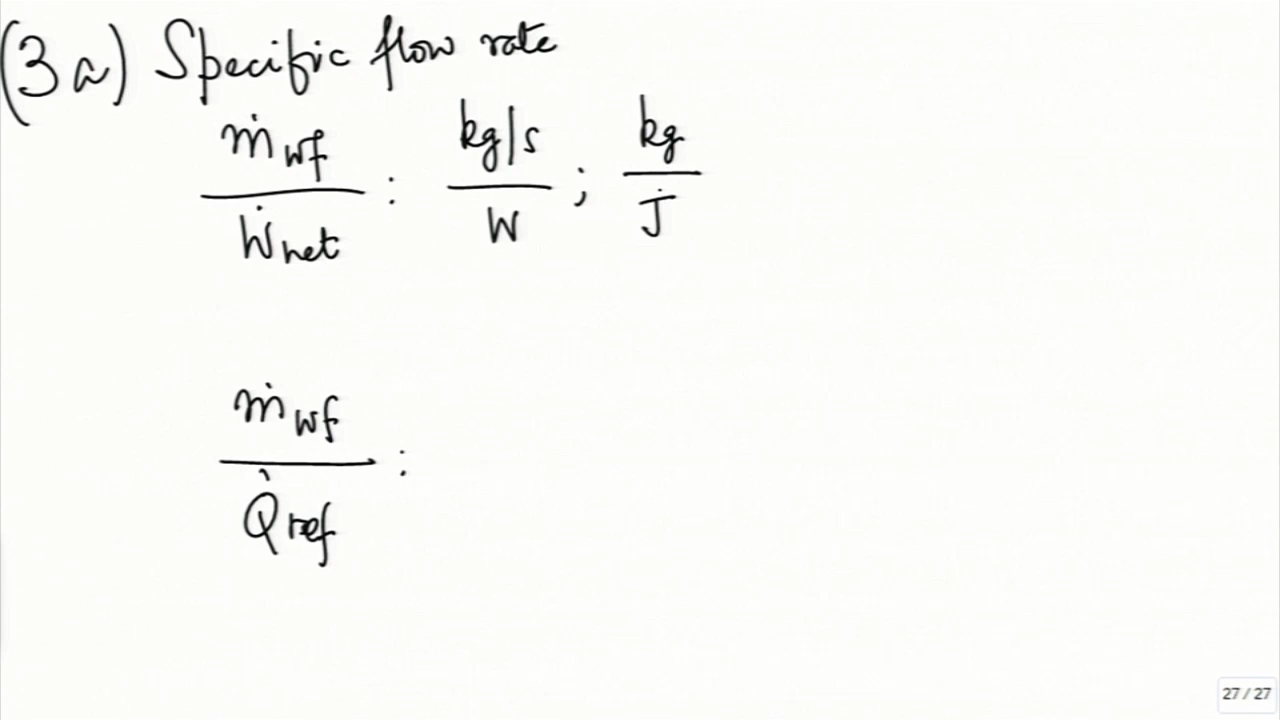 (3a) Specific flow rate
ṁwf / Ẇnet : kg/s / W ; kg / J
ṁwf / Q̇ref :
27 / 27